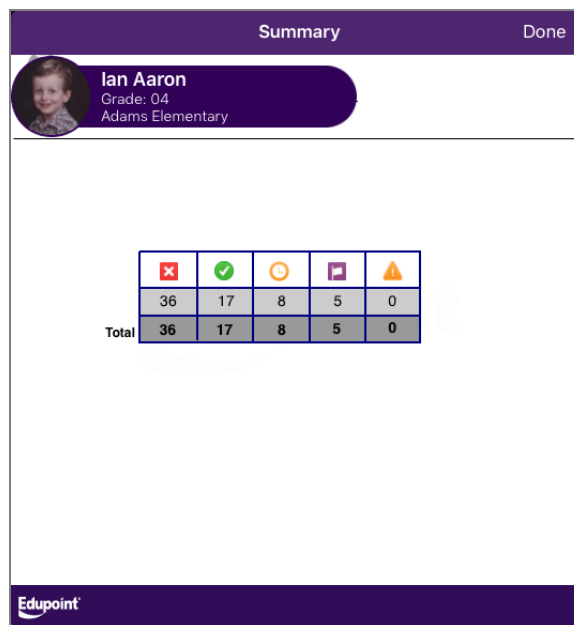 Summary
Done
Ian Aaron
Grade: 04
Adams Elementary
36 17 8 5 0
Total 36 17 8 5 0
Edupoint